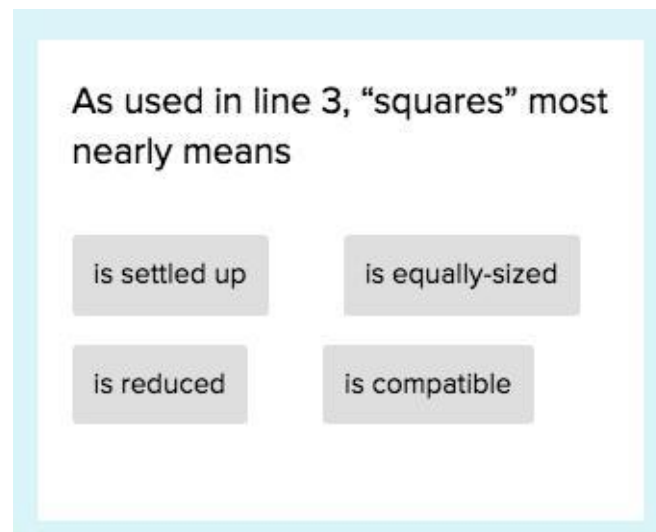 As used in line 3, “squares” most
nearly means
is settled up
is equally-sized
is reduced
is compatible